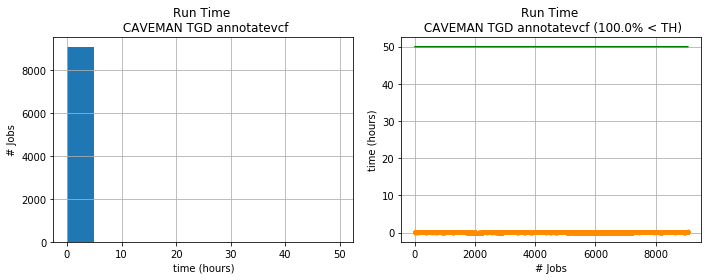 Run Time
CAVEMAN TGD annotatevcf
# Jobs
8000
6000
4000
2000
0
0 10 20 30 40 50
time (hours)
Run Time
CAVEMAN TGD annotatevcf (100.0% < TH)
time (hours)
50
40
30
20
10
0
0 2000 4000 6000 8000
# Jobs